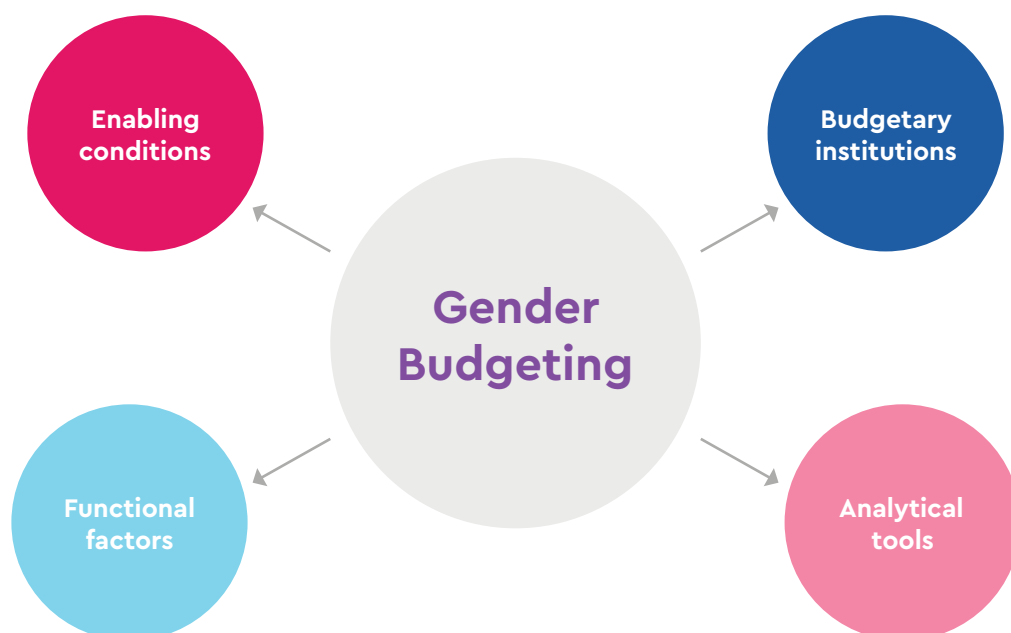 Enabling
conditions
Budgetary
institutions
Gender
Budgeting
Functional
factors
Analytical
tools